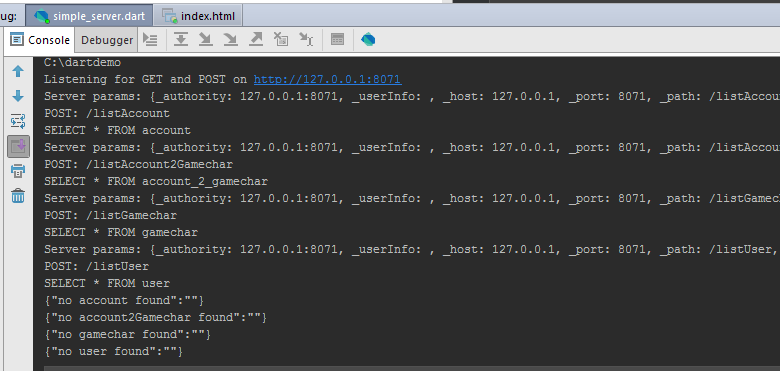 ug: simple_server.dart index.html
Console Debugger
C:\dartdemo
Listening for GET and POST on http://127.0.0.1:8071
Server params: {_authority: 127.0.0.1:8071, _userInfo: , _host: 127.0.0.1, _port: 8071, _path: /listAccou
POST: /listAccount
SELECT * FROM account
Server params: {_authority: 127.0.0.1:8071, _userInfo: , _host: 127.0.0.1, _port: 8071, _path: /listAccou
POST: /listAccount2Gamechar
SELECT * FROM account_2_gamechar
Server params: {_authority: 127.0.0.1:8071, _userInfo: , _host: 127.0.0.1, _port: 8071, _path: /listGamech
POST: /listGamechar
SELECT * FROM gamechar
Server params: {_authority: 127.0.0.1:8071, _userInfo: , _host: 127.0.0.1, _port: 8071, _path: /listUser,
POST: /listUser
SELECT * FROM user
{"no account found":""}
{"no account2Gamechar found":""}
{"no gamechar found":""}
{"no user found":""}